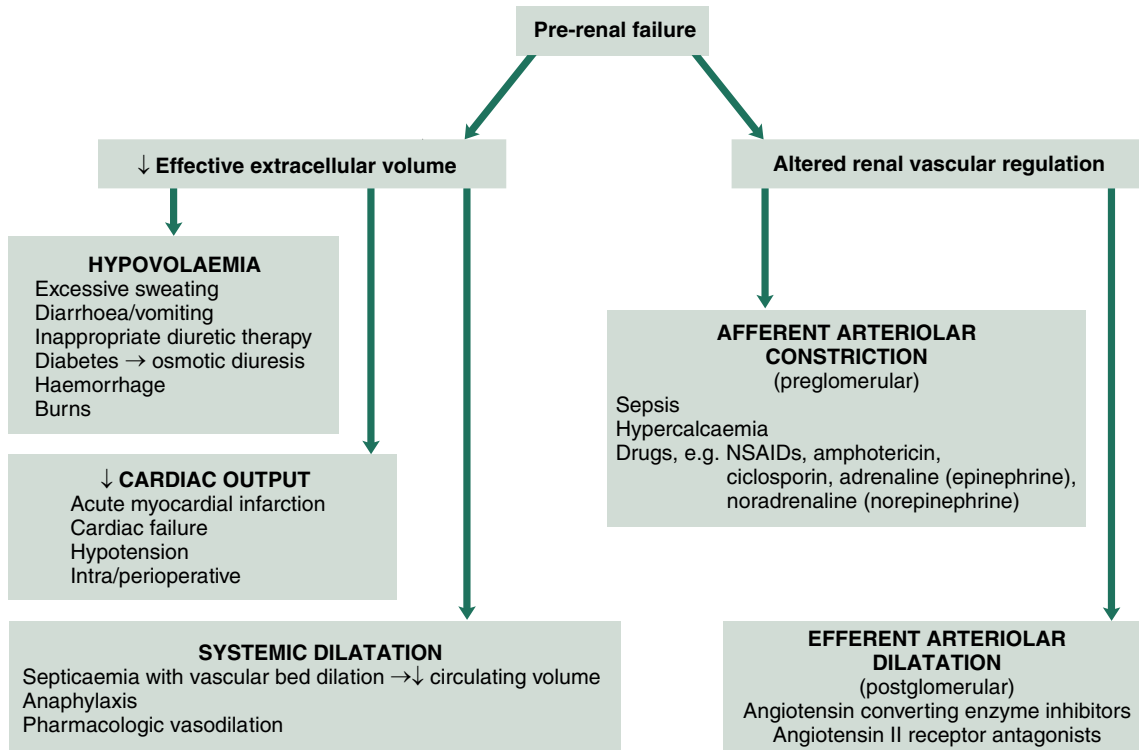 Pre-renal failure
↓ Effective extracellular volume
Altered renal vascular regulation
HYPOVOLAEMIA
Excessive sweating
Diarrhoea/vomiting
Inappropriate diuretic therapy
Diabetes → osmotic diuresis
Haemorrhage
Burns
↓ CARDIAC OUTPUT
Acute myocardial infarction
Cardiac failure
Hypotension
Intra/perioperative
SYSTEMIC DILATATION
Septicaemia with vascular bed dilation →↓ circulating volume
Anaphylaxis
Pharmacologic vasodilation
AFFERENT ARTERIOLAR
CONSTRICTION
(preglomerular)
Sepsis
Hypercalcaemia
Drugs, e.g. NSAIDs, amphotericin,
ciclosporin, adrenaline (epinephrine),
noradrenaline (norepinephrine)
EFFERENT ARTERIOLAR
DILATATION
(postglomerular)
Angiotensin converting enzyme inhibitors
Angiotensin II receptor antagonists